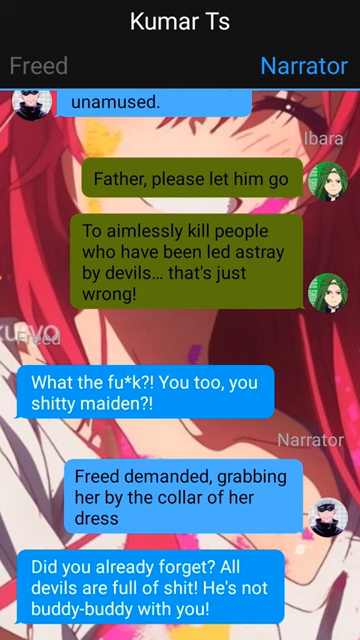 Kumar Ts
Freed
Narrator
unamused.
Ibara
Father, please let him go
To aimlessly kill people
who have been led astray
by devils... that's just
wrong!
Freed
What the fu*k?! You too, you
shitty maiden?!
Narrator
Freed demanded, grabbing
her by the collar of her
dress
Did you already forget? All
devils are full of shit! He's not
buddy-buddy with you!